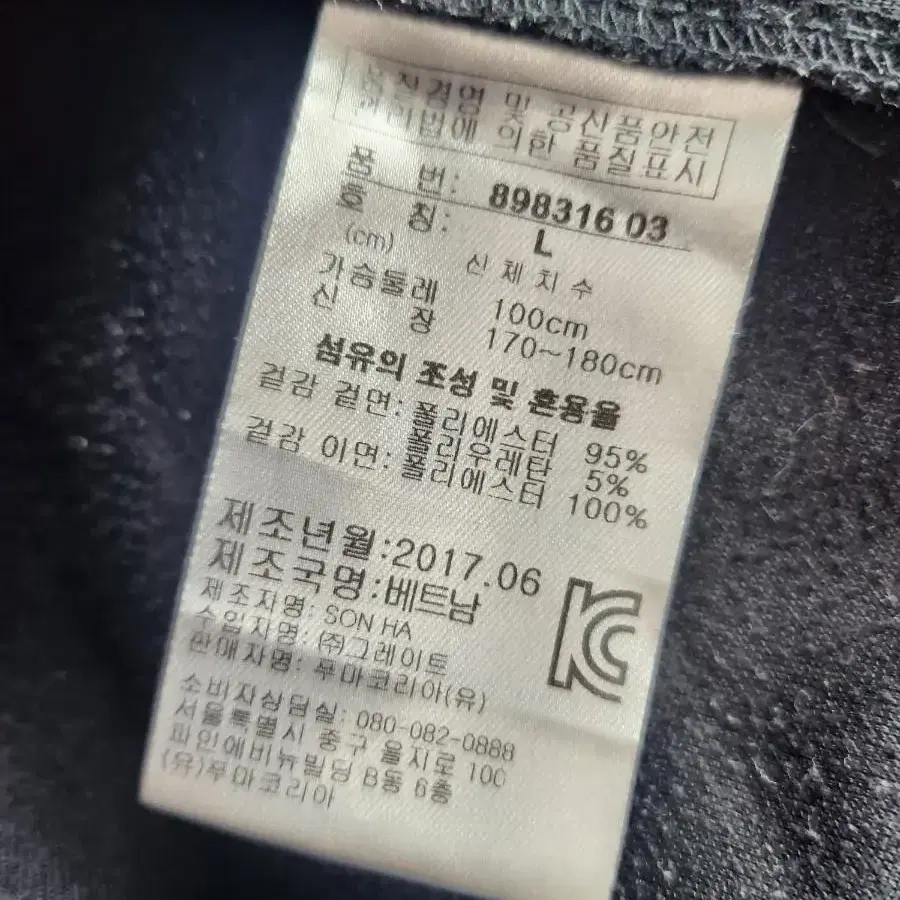 품질경영 및 공산품안전
관리법에 의한 품질표시
품 번: 898316 03
호 칭: L
(cm) 신체치수
가슴둘레 100cm
신 장 170~180cm
섬유의 조성 및 혼용율
겉감 겉면: 폴리에스터 95%
폴리우레탄 5%
겉감 이면: 폴리에스터 100%
제조년월:2017.06
제조국명:베트남
제조자명: SON HA
수입자명: (주)그레이트
판매자명: 푸마코리아(유)
소비자상담실: 080-082-0888
서울특별시 중구 을지로 100
파인에비뉴빌딩 B동 6층
(유)푸마코리아
KC